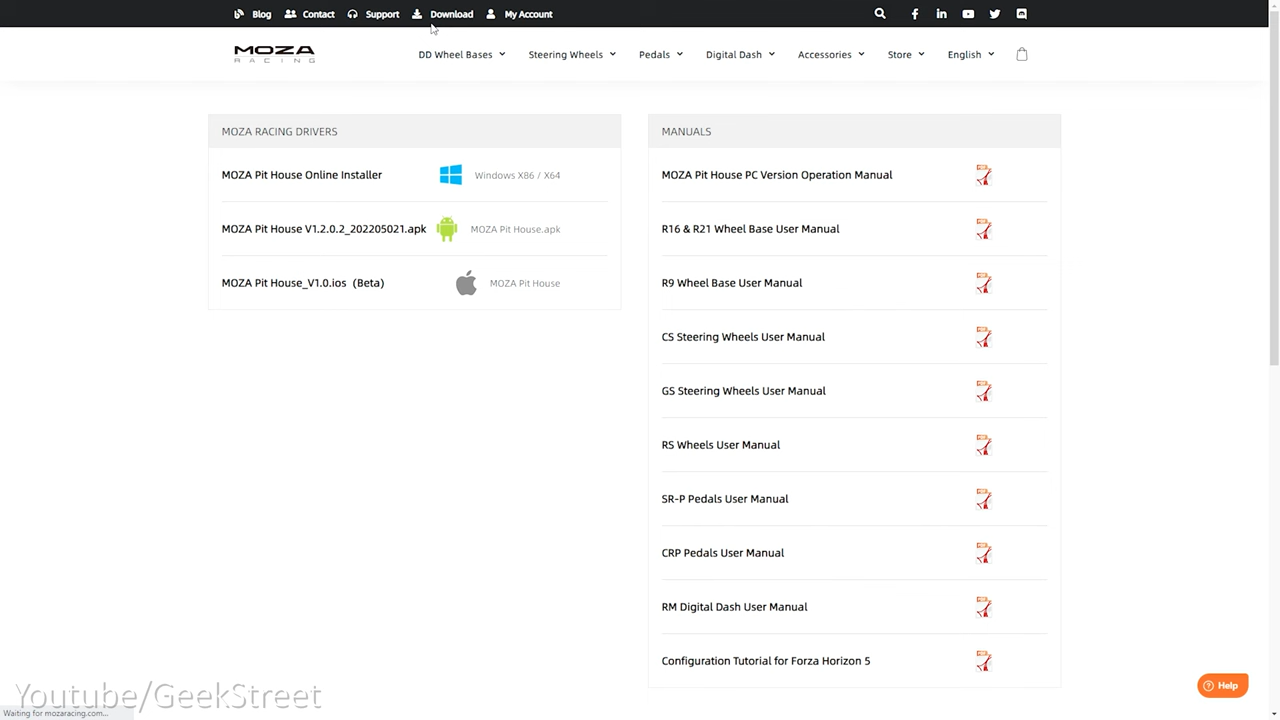 Blog Contact Support Download My Account
MOZA
RACING
DD Wheel Bases Steering Wheels Pedals Digital Dash Accessories Store English
MOZA RACING DRIVERS
MOZA Pit House Online Installer Windows X86 / X64
MOZA Pit House V1.2.0.2_202205021.apk MOZA Pit House.apk
MOZA Pit House_V1.0.ios (Beta) MOZA Pit House
MANUALS
MOZA Pit House PC Version Operation Manual
R16 & R21 Wheel Base User Manual
R9 Wheel Base User Manual
CS Steering Wheels User Manual
GS Steering Wheels User Manual
RS Wheels User Manual
SR-P Pedals User Manual
CRP Pedals User Manual
RM Digital Dash User Manual
Configuration Tutorial for Forza Horizon 5
Help
Youtube/GeekStreet
Waiting for mozaracing.com...